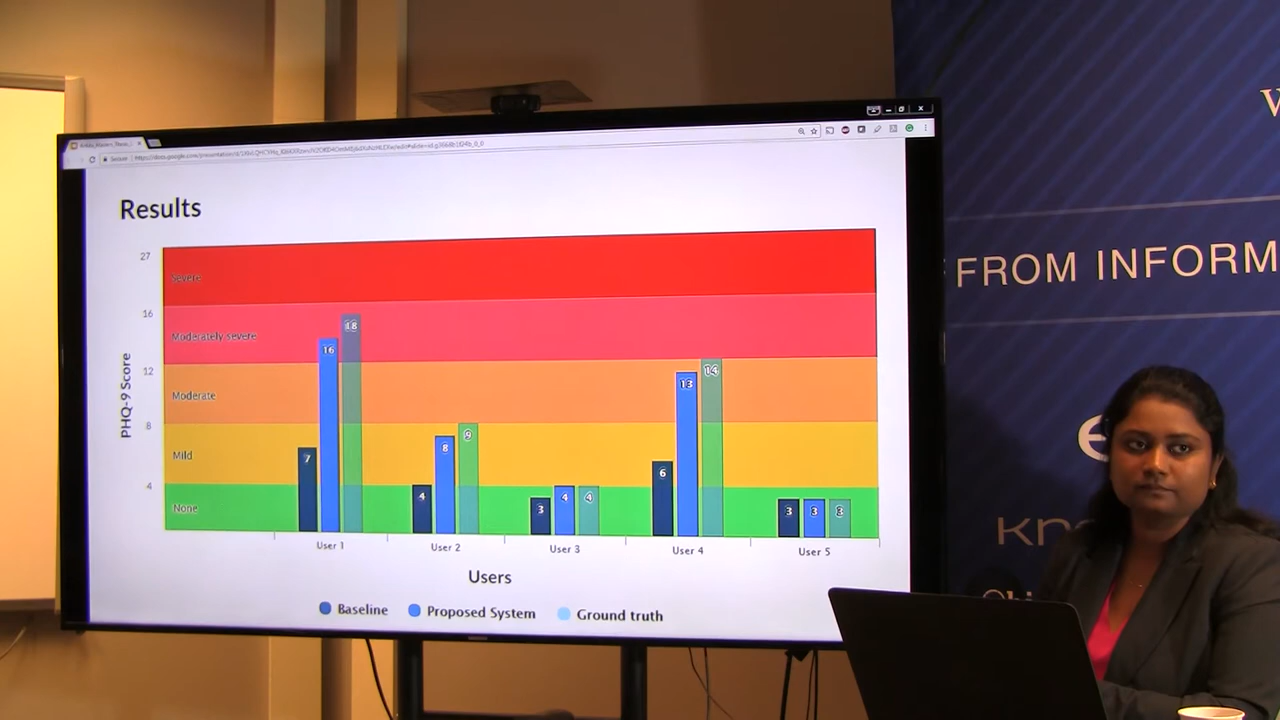 Secure
Results
27
Severe
16
18
Moderately severe
16
12
14
13
Moderate
PHQ-9 Score
8
9
8
7
Mild
6
4
4
4
4
3
3
3
3
None
User 1
User 2
User 3
User 4
User 5
Users
Baseline
Proposed System
Ground truth
FROM INFORM